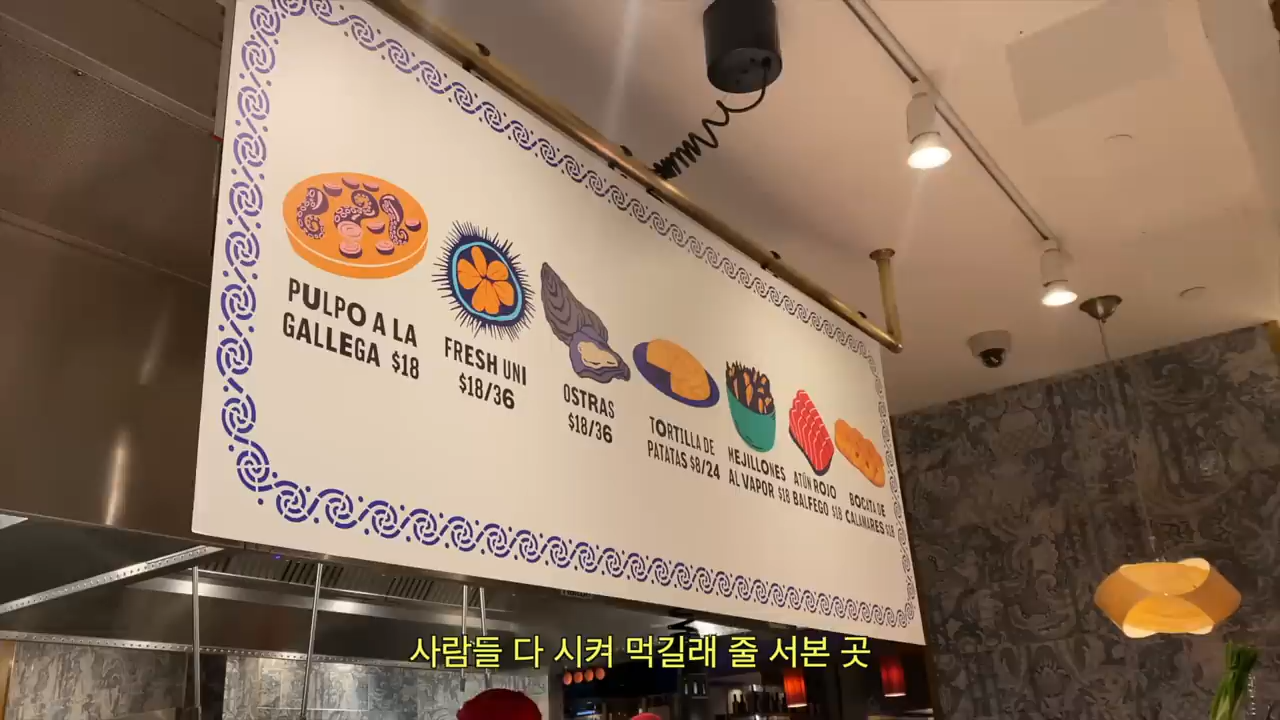 PULPO A LA
GALLEGA $18
FRESH UNI
$18/36
OSTRAS
$18/36
TORTILLA DE
PATATAS $8/24
MEJILLONES
AL VAPOR $18
ATÚN ROJO
BALFEGO $18
BOCATA DE
CALAMARES $18
사람들 다 시켜 먹길래 줄 서본 곳